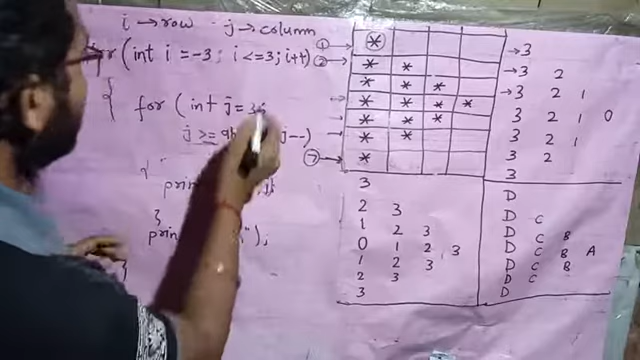 i → row   j → column
for (int i = -3 ; i <= 3 ; i++)
{
for ( int j = 3 ;
j >= j--)
{
}
");
}
① → *
② → * *
→ * * *
→ * * * *
→ * * *
→ * *
⑦ → *
→ 3
→ 3 2
→ 3 2 1
3 2 1 0
3 2 1
3 2
3
3
2 3
1 2 3
0 1 2 3
1 2 3
2 3
3
D
D C
D C B
D C B A
D C B
D C
D